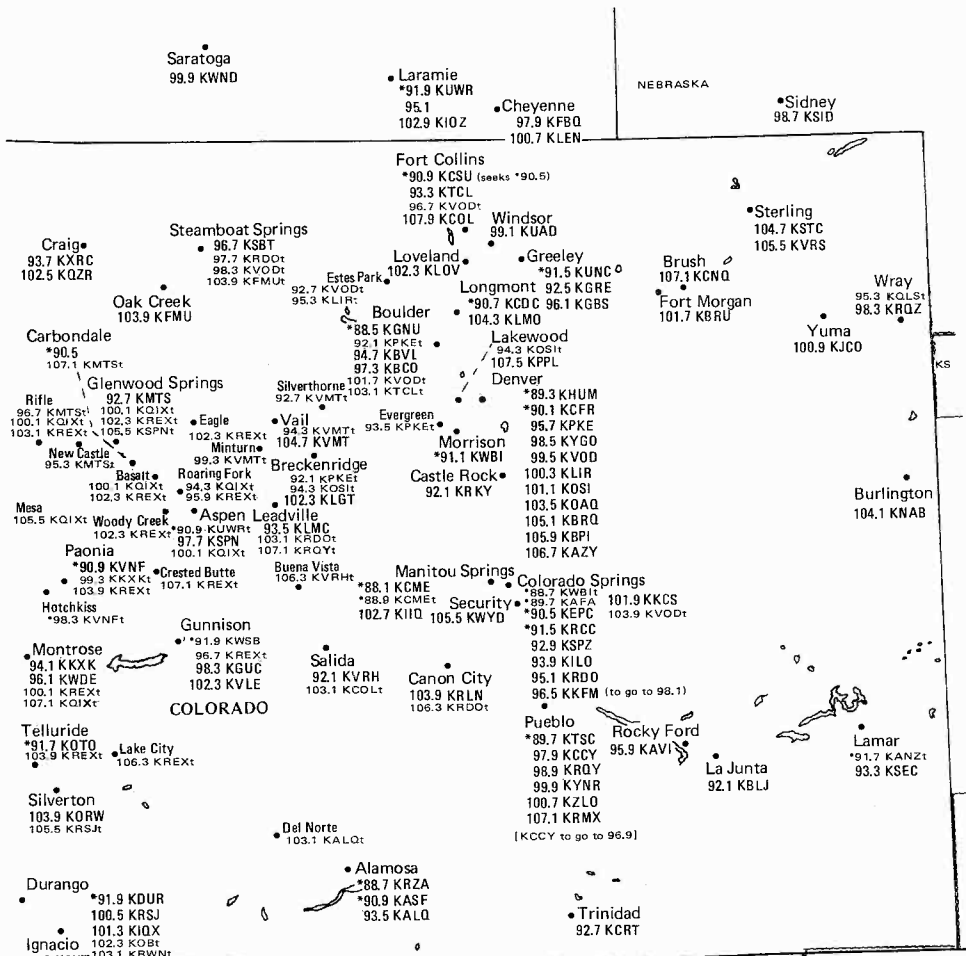 Saratoga
99.9 KWND
Laramie
*91.9 KUWR
95.1
102.9 KIOZ
NEBRASKA
Cheyenne
97.9 KFBQ
100.7 KLEN
Sidney
98.7 KSID
Fort Collins
*90.9 KCSU (seeks *90.5)
93.3 KTCL
96.7 KVODt
107.9 KCOL
Windsor
99.1 KUAD
Sterling
104.7 KSTC
105.5 KVRS
Craig
93.7 KXRC
102.5 KQZR
Steamboat Springs
96.7 KSBT
97.7 KRDOt
98.3 KVODt
103.9 KFMUt
Loveland
102.3 KLOV
Greeley
*91.5 KUNC
92.5 KGRE
96.1 KGBS
Brush
107.1 KCNQ
Wray
95.3 KQLSt
98.3 KRQZ
Oak Creek
103.9 KFMU
Estes Park
92.7 KVODt
95.3 KLIRt
Longmont
*90.7 KCDC
104.3 KLMO
Fort Morgan
101.7 KBRU
Yuma
100.9 KJCO
Boulder
*88.5 KGNU
92.1 KPKEt
94.7 KBVL
97.3 KBCO
101.7 KVODt
103.1 KTCLt
Lakewood
94.3 KOSIt
107.5 KPPL
KS
Carbondale
*90.5
107.1 KMTSt
Glenwood Springs
92.7 KMTS
100.1 KQIXt
102.3 KREXt
105.5 KSPNt
Silverthorne
92.7 KVMTt
Denver
*89.3 KHUM
*90.1 KCFR
95.7 KPKE
98.5 KYGO
99.5 KVOD
100.3 KLIR
101.1 KOSI
103.5 KOAQ
105.1 KBRQ
105.9 KBPI
106.7 KAZY
Rifle
96.7 KMTSt
100.1 KQIXt
103.1 KREXt
Eagle
102.3 KREXt
Vail
94.3 KVMTt
104.7 KVMT
Evergreen
93.5 KPKEt
Morrison
*91.1 KWBI
New Castle
95.3 KMTSt
Minturn
99.3 KVMTt
Breckenridge
92.1 KPKEt
94.3 KOSIt
102.3 KLGT
Castle Rock
92.1 KRKY
Basalt
100.1 KQIXt
102.3 KREXt
Roaring Fork
94.3 KQIXt
95.9 KREXt
Burlington
104.1 KNAB
Mesa
105.5 KQIXt
Woody Creek
102.3 KREXt
Aspen
*90.9 KUWRt
97.7 KSPN
100.1 KQIXt
Leadville
93.5 KLMC
103.1 KRDOt
107.1 KRQYt
Paonia
*90.9 KVNF
99.3 KKXKt
103.9 KREXt
Crested Butte
107.1 KREXt
Buena Vista
106.3 KVRHt
Manitou Springs
*88.1 KCME
*88.9 KCMEt
102.7 KIIQ
Security
105.5 KWYD
Colorado Springs
*88.7 KWBIt
*89.7 KAFA
*90.5 KEPC
*91.5 KRCC
92.9 KSPZ
93.9 KILO
95.1 KRDO
96.5 KKFM (to go to 98.1)
101.9 KKCS
103.9 KVODt
Hotchkiss
*98.3 KVNFt
Gunnison
*91.9 KWSB
96.7 KREXt
98.3 KGUC
102.3 KVLE
Montrose
94.1 KKXK
96.1 KWDE
100.1 KREXt
107.1 KQIXt
Salida
92.1 KVRH
103.1 KCOLt
Canon City
103.9 KRLN
106.3 KRDOt
COLORADO
Telluride
*91.7 KOTO
103.9 KREXt
Lake City
106.3 KREXt
Pueblo
*89.7 KTSC
97.9 KCCY
98.9 KRQY
99.9 KYNR
100.7 KZLO
107.1 KRMX
[KCCY to go to 96.9]
Rocky Ford
95.9 KAVI
La Junta
92.1 KBLJ
Lamar
*91.7 KANZt
93.3 KSEC
Silverton
103.9 KORW
105.5 KRSJt
Del Norte
103.1 KALQt
Alamosa
*88.7 KRZA
*90.9 KASF
93.5 KALQ
Trinidad
92.7 KCRT
Durango
*91.9 KDUR
100.5 KRSJ
101.3 KIQX
102.3 KOBt
103.1 KRWNt
Ignacio